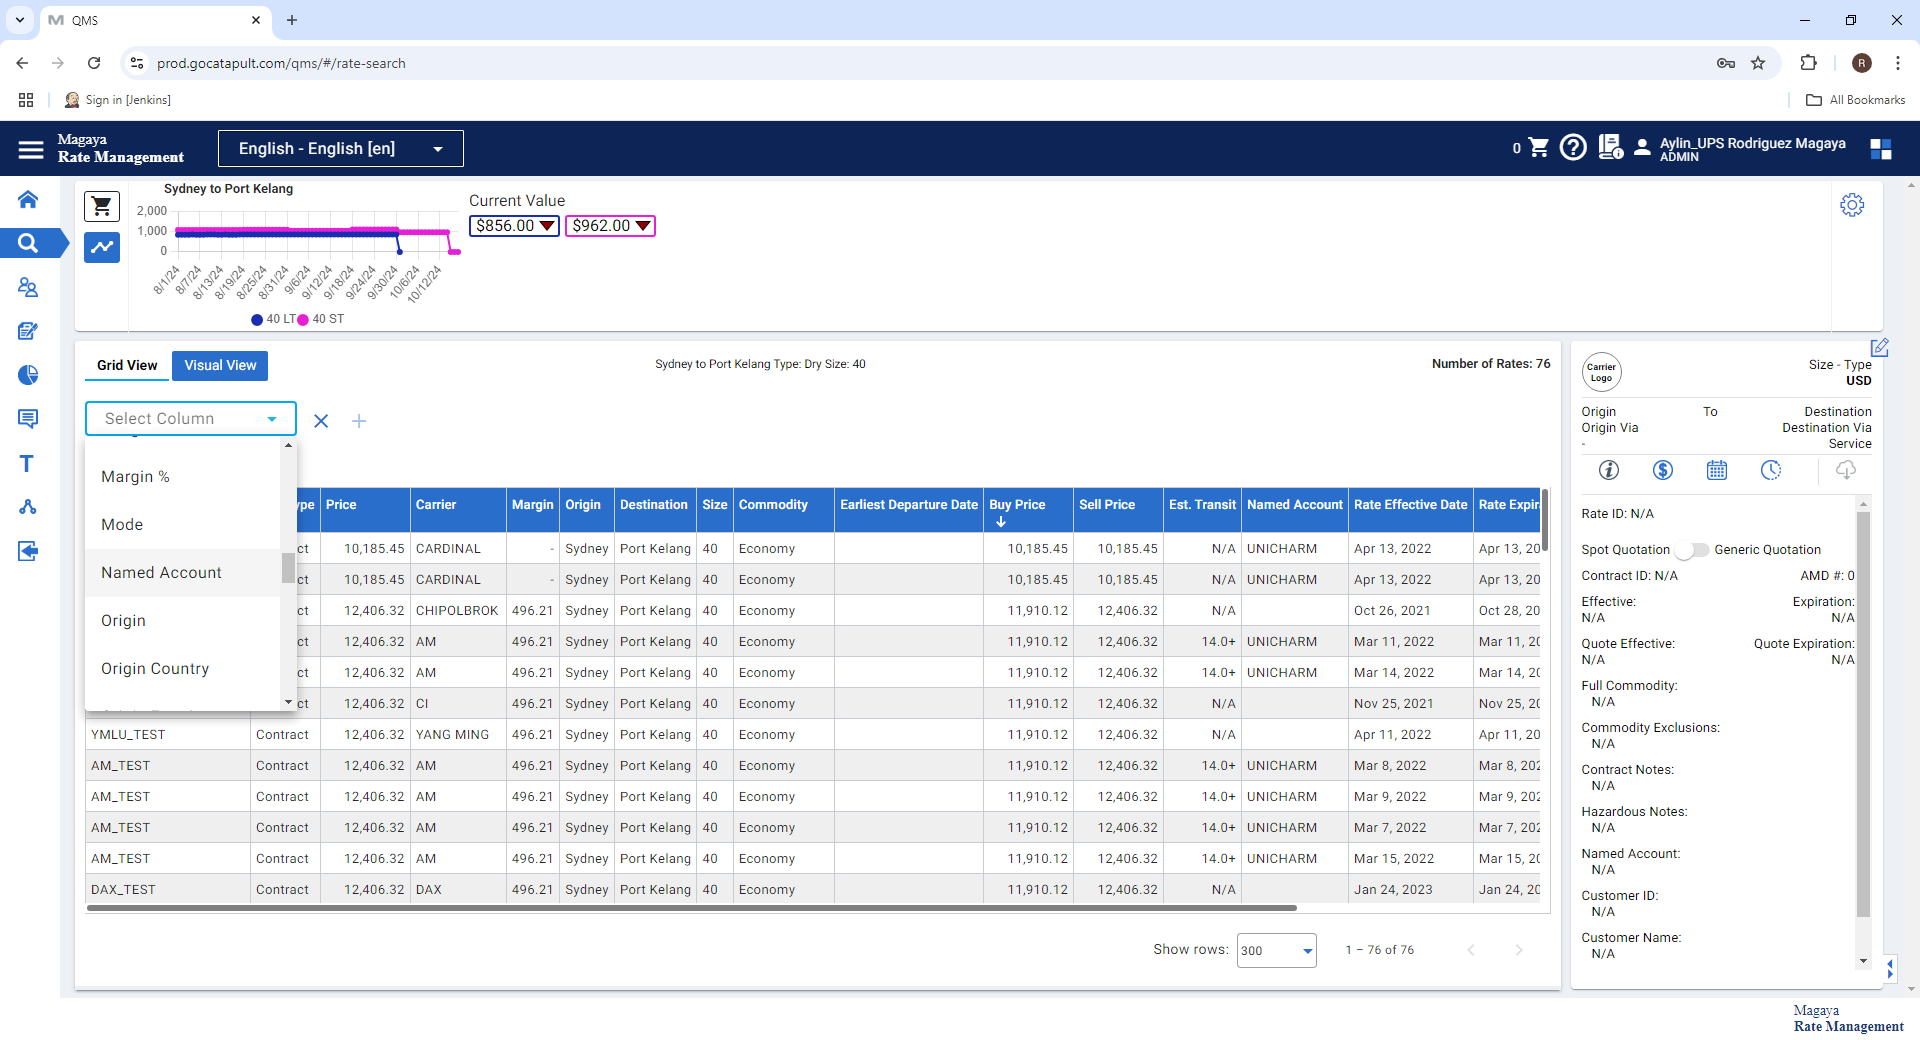 QMS
prod.gocatapult.com/qms/#/rate-search
R
Sign in [Jenkins]
All Bookmarks
Magaya
Rate Management
English - English [en]
0
Aylin_UPS Rodriguez Magaya
ADMIN
Sydney to Port Kelang
2,000
1,000
0
8/1/24 8/7/24 8/13/24 8/19/24 8/25/24 8/31/24 9/6/24 9/12/24 9/18/24 9/24/24 9/30/24 10/6/24 10/12/24
40 LT 40 ST
Current Value
$856.00 $962.00
Grid View Visual View
Sydney to Port Kelang Type: Dry Size: 40
Number of Rates: 76
Select Column
Margin %
Mode
Named Account
Origin
Origin Country
pe Price Carrier Margin Origin Destination Size Commodity Earliest Departure Date Buy Price Sell Price Est. Transit Named Account Rate Effective Date Rate Expir
ct 10,185.45 CARDINAL - Sydney Port Kelang 40 Economy 10,185.45 10,185.45 N/A UNICHARM Apr 13, 2022 Apr 13, 20
ct 10,185.45 CARDINAL - Sydney Port Kelang 40 Economy 10,185.45 10,185.45 N/A UNICHARM Apr 13, 2022 Apr 13, 20
ct 12,406.32 CHIPOLBROK 496.21 Sydney Port Kelang 40 Economy 11,910.12 12,406.32 N/A Oct 26, 2021 Oct 28, 20
ct 12,406.32 AM 496.21 Sydney Port Kelang 40 Economy 11,910.12 12,406.32 14.0+ UNICHARM Mar 11, 2022 Mar 11, 20
ct 12,406.32 AM 496.21 Sydney Port Kelang 40 Economy 11,910.12 12,406.32 14.0+ UNICHARM Mar 14, 2022 Mar 14, 20
ct 12,406.32 CI 496.21 Sydney Port Kelang 40 Economy 11,910.12 12,406.32 N/A Nov 25, 2021 Nov 25, 20
YMLU_TEST Contract 12,406.32 YANG MING 496.21 Sydney Port Kelang 40 Economy 11,910.12 12,406.32 N/A Apr 11, 2022 Apr 11, 20
AM_TEST Contract 12,406.32 AM 496.21 Sydney Port Kelang 40 Economy 11,910.12 12,406.32 14.0+ UNICHARM Mar 8, 2022 Mar 8, 202
AM_TEST Contract 12,406.32 AM 496.21 Sydney Port Kelang 40 Economy 11,910.12 12,406.32 14.0+ UNICHARM Mar 9, 2022 Mar 9, 202
AM_TEST Contract 12,406.32 AM 496.21 Sydney Port Kelang 40 Economy 11,910.12 12,406.32 14.0+ UNICHARM Mar 7, 2022 Mar 7, 202
AM_TEST Contract 12,406.32 AM 496.21 Sydney Port Kelang 40 Economy 11,910.12 12,406.32 14.0+ UNICHARM Mar 15, 2022 Mar 15, 20
DAX_TEST Contract 12,406.32 DAX 496.21 Sydney Port Kelang 40 Economy 11,910.12 12,406.32 N/A Jan 24, 2023 Jan 24, 20
Show rows: 300 1 – 76 of 76
Carrier
Logo
Size - Type
USD
Origin To Destination
Origin Via Destination Via
- Service
Rate ID: N/A
Spot Quotation Generic Quotation
Contract ID: N/A AMD #: 0
Effective: Expiration:
N/A N/A
Quote Effective: Quote Expiration:
N/A N/A
Full Commodity:
N/A
Commodity Exclusions:
N/A
Contract Notes:
N/A
Hazardous Notes:
N/A
Named Account:
N/A
Customer ID:
N/A
Customer Name:
N/A
Magaya
Rate Management